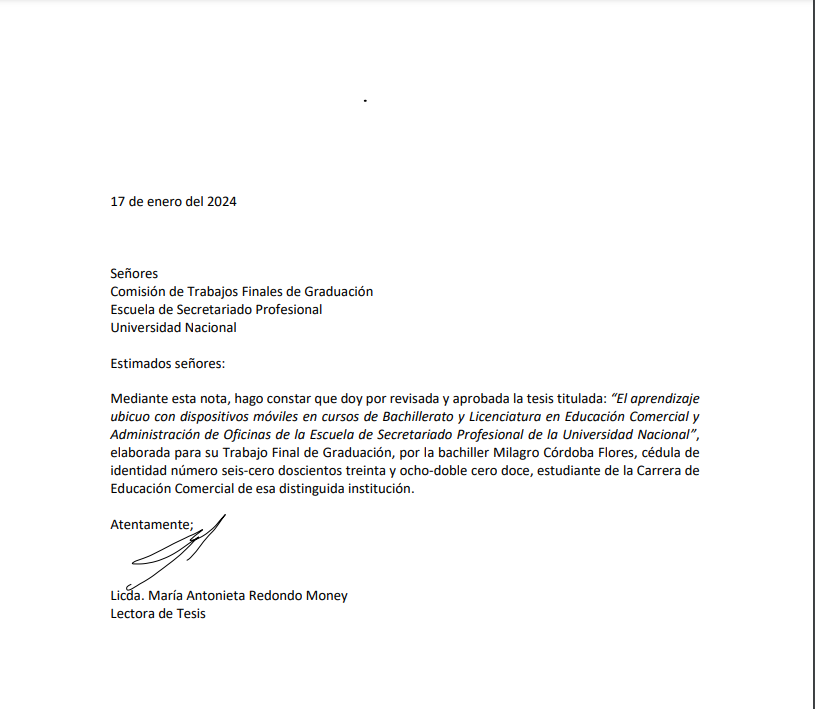 17 de enero del 2024
Señores
Comisión de Trabajos Finales de Graduación
Escuela de Secretariado Profesional
Universidad Nacional
Estimados señores:
Mediante esta nota, hago constar que doy por revisada y aprobada la tesis titulada: “El aprendizaje
ubicuo con dispositivos móviles en cursos de Bachillerato y Licenciatura en Educación Comercial y
Administración de Oficinas de la Escuela de Secretariado Profesional de la Universidad Nacional”,
elaborada para su Trabajo Final de Graduación, por la bachiller Milagro Córdoba Flores, cédula de
identidad número seis-cero doscientos treinta y ocho-doble cero doce, estudiante de la Carrera de
Educación Comercial de esa distinguida institución.
Atentamente;
Licda. María Antonieta Redondo Money
Lectora de Tesis